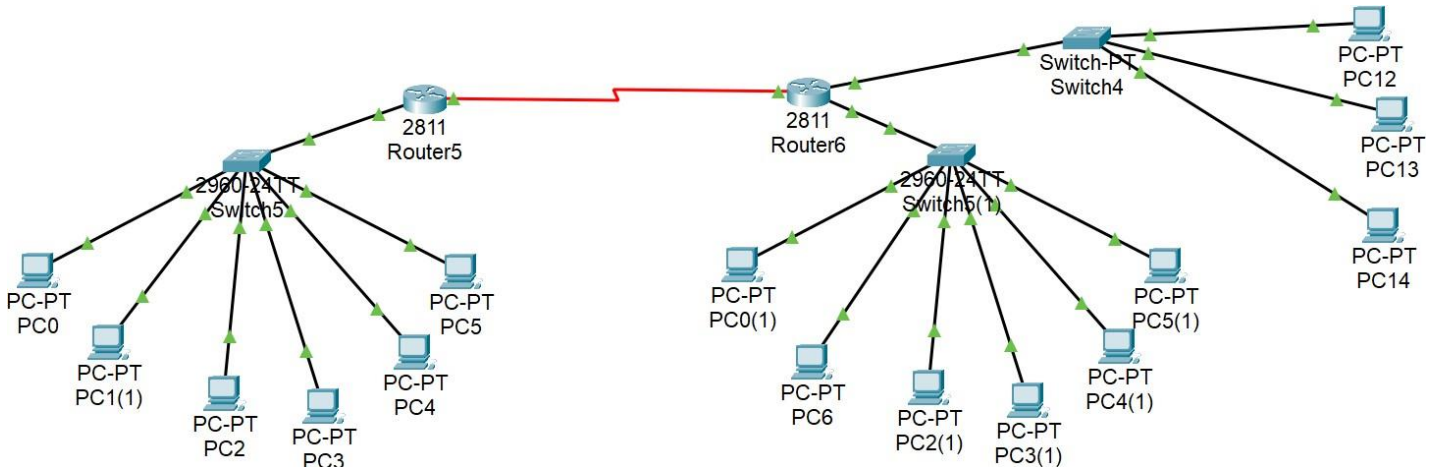 PC-PT
PC12
Switch-PT
Switch4
PC-PT
PC13
PC-PT
PC14
2811
Router5
2811
Router6
2960-24TT
Switch5
2960-24TT
Switch5(1)
PC-PT
PC0
PC-PT
PC1(1)
PC-PT
PC2
PC-PT
PC3
PC-PT
PC4
PC-PT
PC5
PC-PT
PC0(1)
PC-PT
PC6
PC-PT
PC2(1)
PC-PT
PC3(1)
PC-PT
PC4(1)
PC-PT
PC5(1)